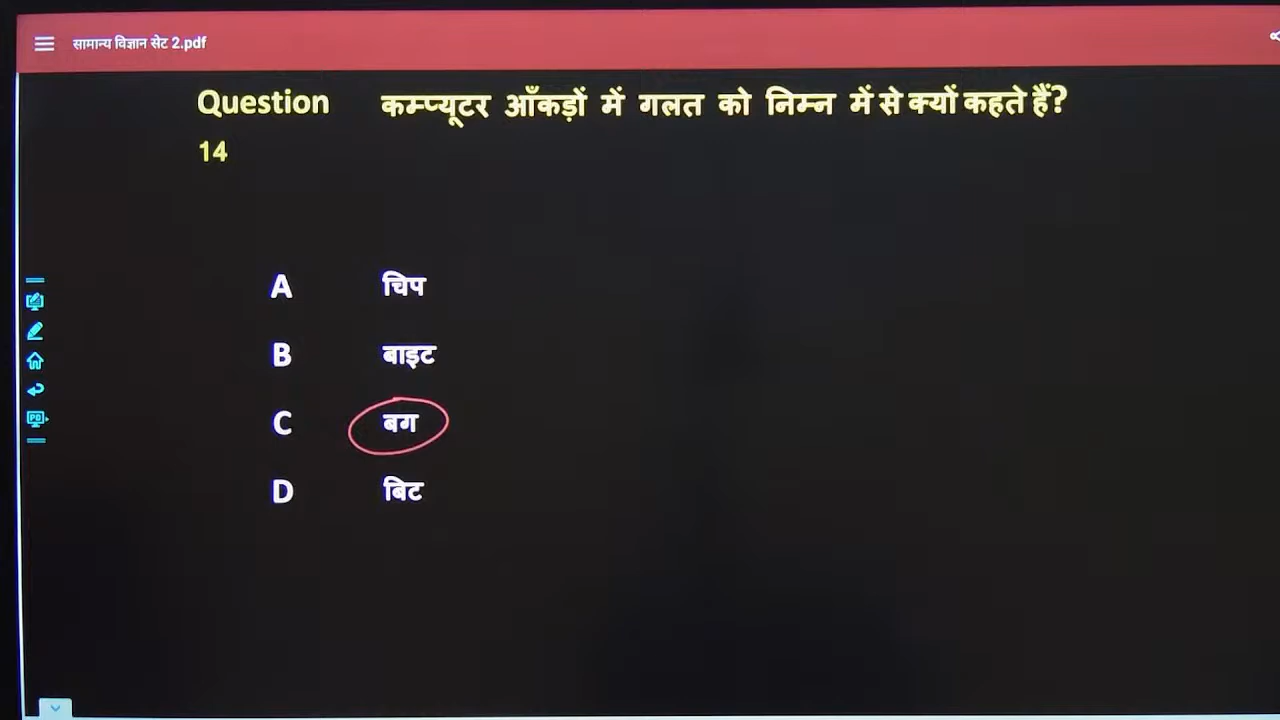 सामान्य विज्ञान सेट 2.pdf
Question कम्प्यूटर आँकड़ों में गलत को निम्न में से क्यों कहते हैं?
14
A चिप
B बाइट
C बग
D बिट